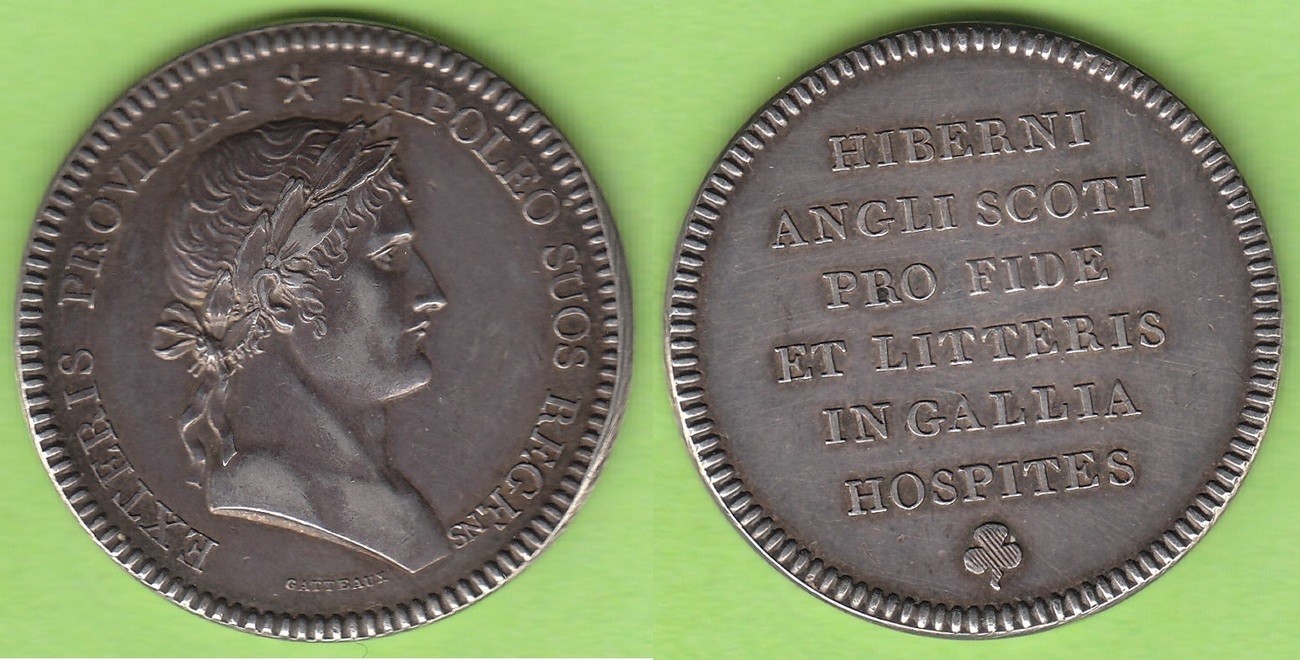 EXTERIS PROVIDET ★ NAPOLEO SUOS REGENS
GATTEAUX
HIBERNI
ANGLI SCOTI
PRO FIDE
ET LITTERIS
IN GALLIA
HOSPITES